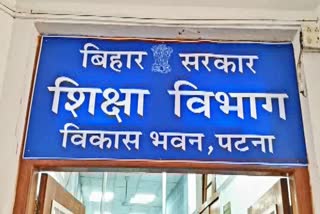 बिहार सरकार
शिक्षा विभाग
विकास भवन, पटना